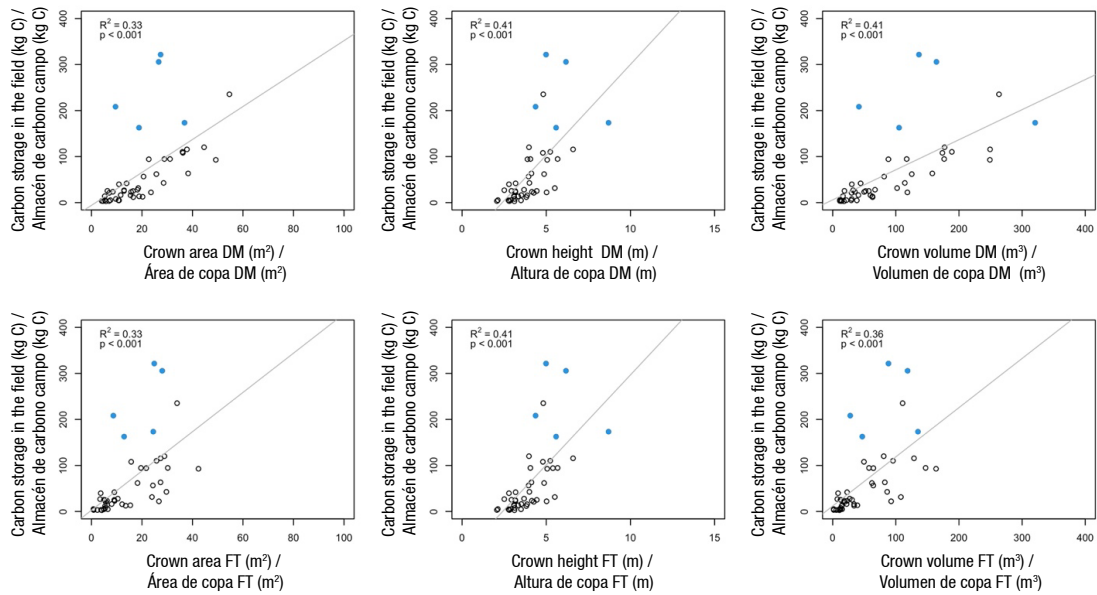 Carbon storage in the field (kg C) /
Almacén de carbono campo (kg C)
400
300
200
100
0
R² = 0.33
p < 0.001
0 20 40 60 80 100
Crown area DM (m²) /
Área de copa DM (m²)
Carbon storage in the field (kg C) /
Almacén de carbono campo (kg C)
400
300
200
100
0
R² = 0.41
p < 0.001
0 5 10 15
Crown height DM (m) /
Altura de copa DM (m)
Carbon storage in the field (kg C) /
Almacén de carbono campo (kg C)
400
300
200
100
0
R² = 0.41
p < 0.001
0 100 200 300 400
Crown volume DM (m³) /
Volumen de copa DM (m³)
Carbon storage in the field (kg C) /
Almacén de carbono campo (kg C)
400
300
200
100
0
R² = 0.33
p < 0.001
0 20 40 60 80 100
Crown area FT (m²) /
Área de copa FT (m²)
Carbon storage in the field (kg C) /
Almacén de carbono campo (kg C)
400
300
200
100
0
R² = 0.41
p < 0.001
0 5 10 15
Crown height FT (m) /
Altura de copa FT (m)
Carbon storage in the field (kg C) /
Almacén de carbono campo (kg C)
400
300
200
100
0
R² = 0.36
p < 0.001
0 100 200 300 400
Crown volume FT (m³) /
Volumen de copa FT (m³)